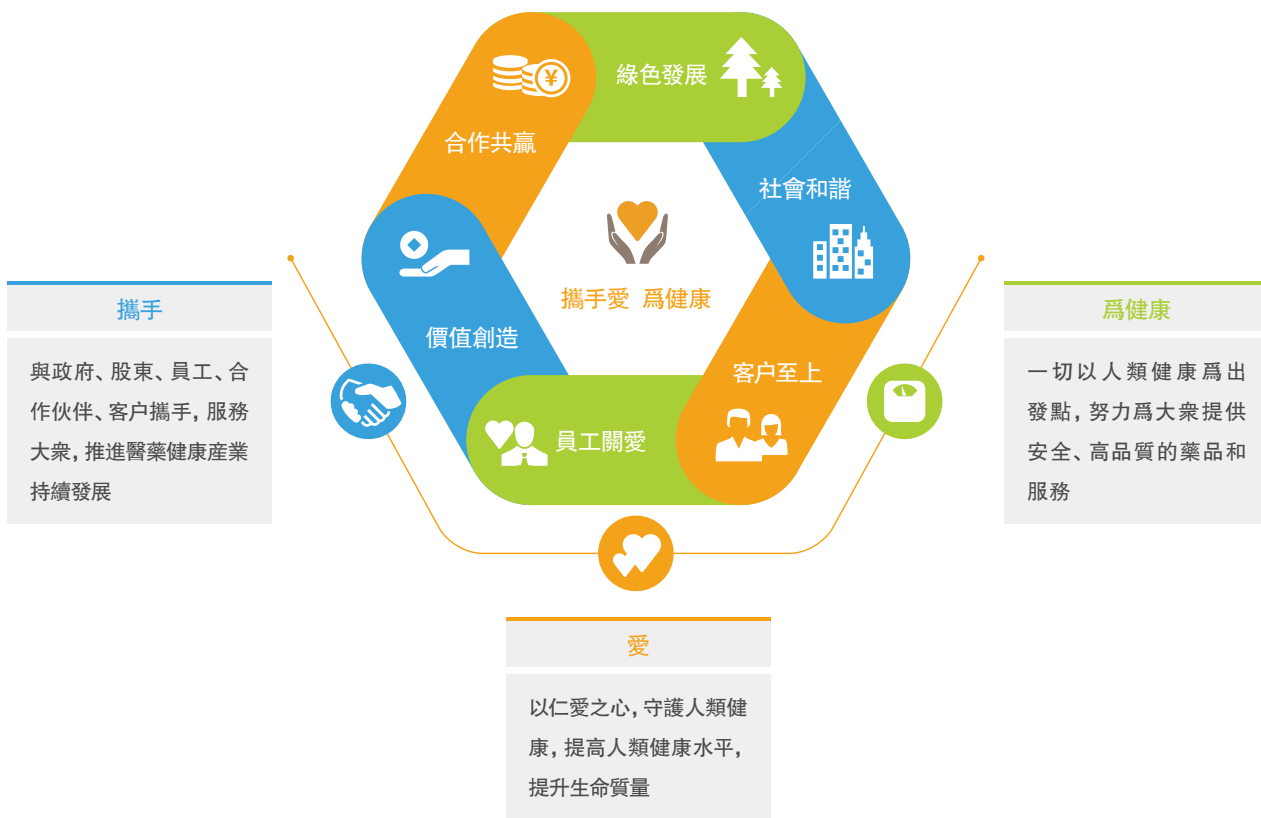 綠色發展
合作共贏
社會和諧
攜手愛 爲健康
價值創造
客户至上
員工關愛
攜手
與政府、股東、員工、合
作伙伴、客户攜手，服務
大衆，推進醫藥健康産業
持續發展
爲健康
一切以人類健康爲出
發點，努力爲大衆提供
安全、高品質的藥品和
服務
愛
以仁愛之心，守護人類健
康，提高人類健康水平，
提升生命質量
¥